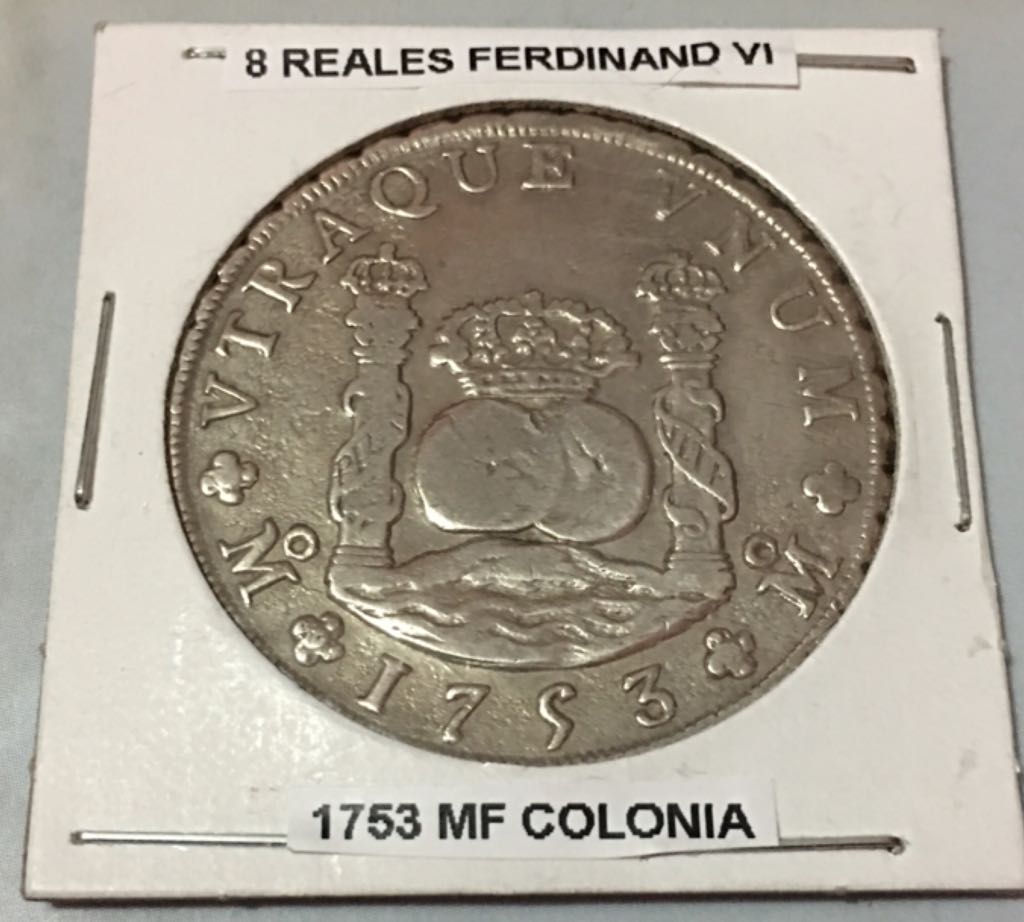 8 REALES FERDINAND VI
VTRAQUE VNUM
Mo 1753 Mo
1753 MF COLONIA